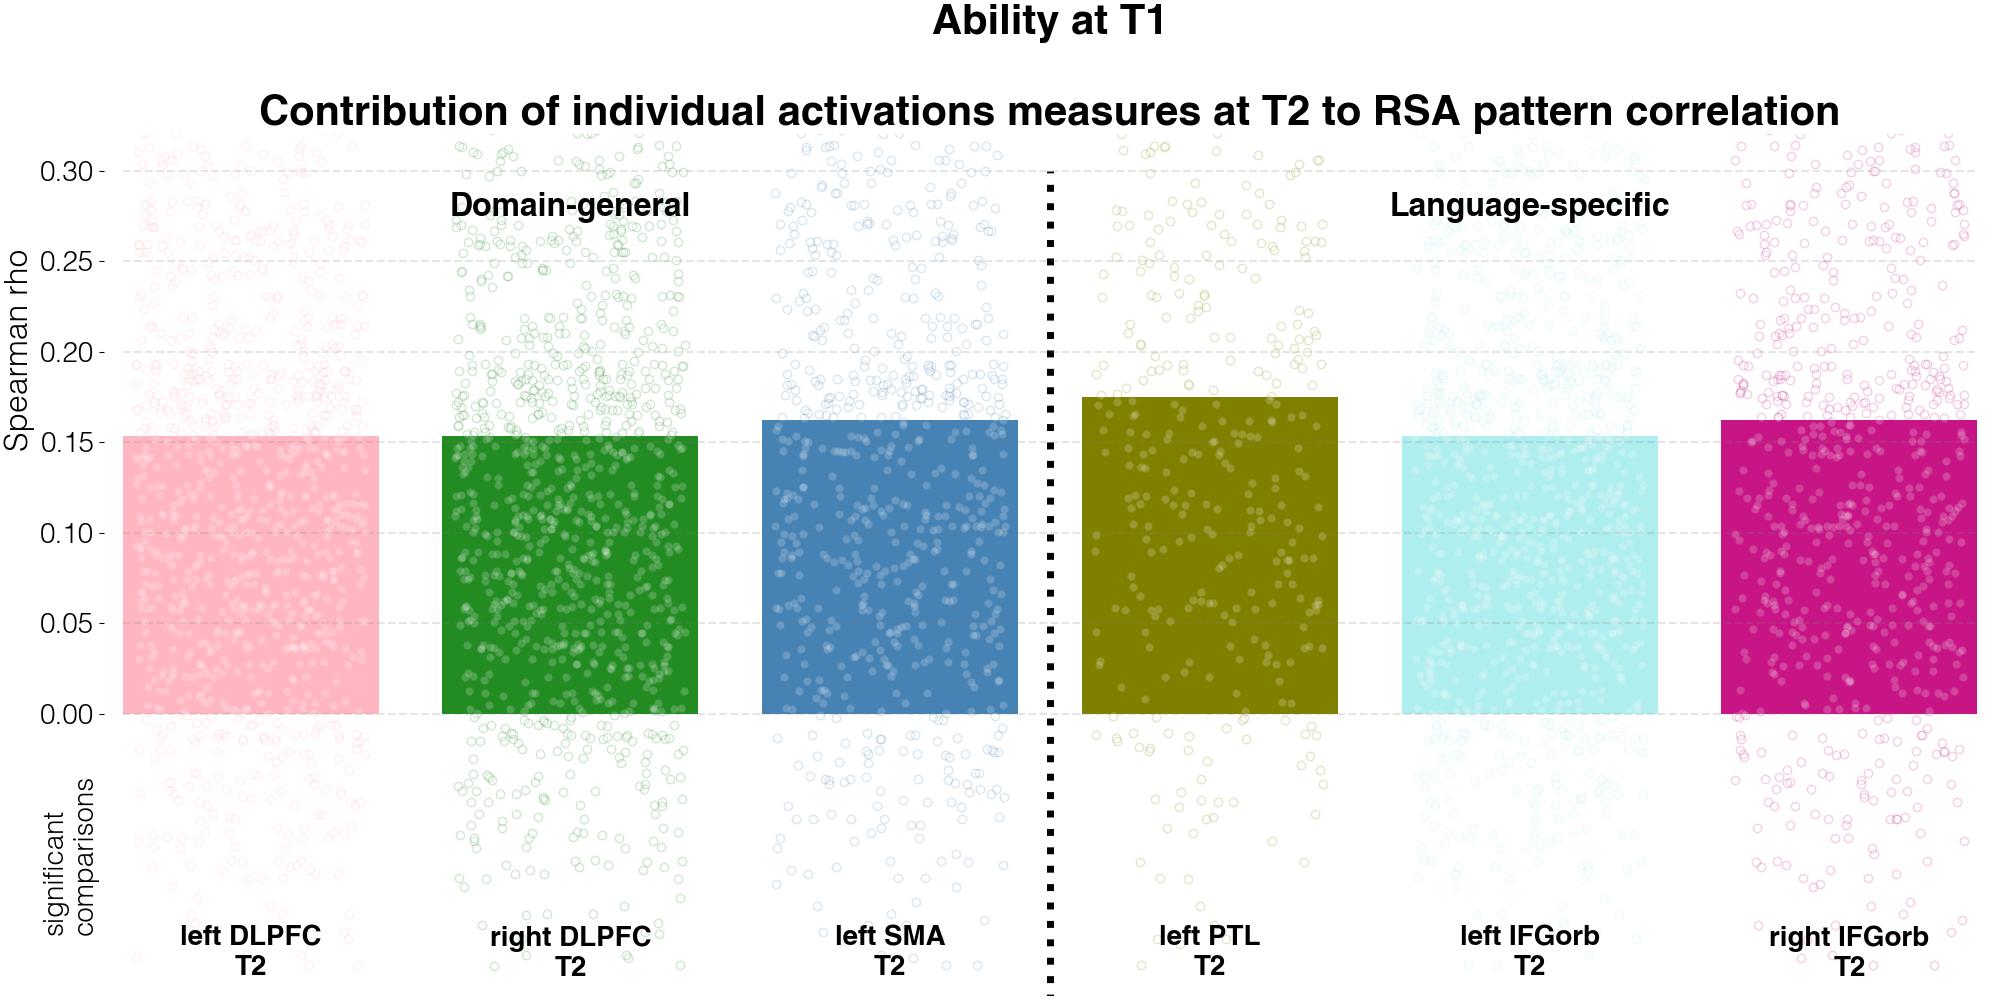 Ability at T1
Contribution of individual activations measures at T2 to RSA pattern correlation
Domain-general
Language-specific
Spearman rho
0.30
0.25
0.20
0.15
0.10
0.05
0.00
significant
comparisons
left DLPFC
T2
right DLPFC
T2
left SMA
T2
left PTL
T2
left IFGorb
T2
right IFGorb
T2